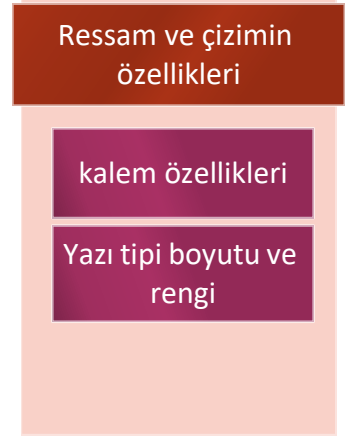 Ressam ve çizimin
özellikleri
kalem özellikleri
Yazı tipi boyutu ve
rengi